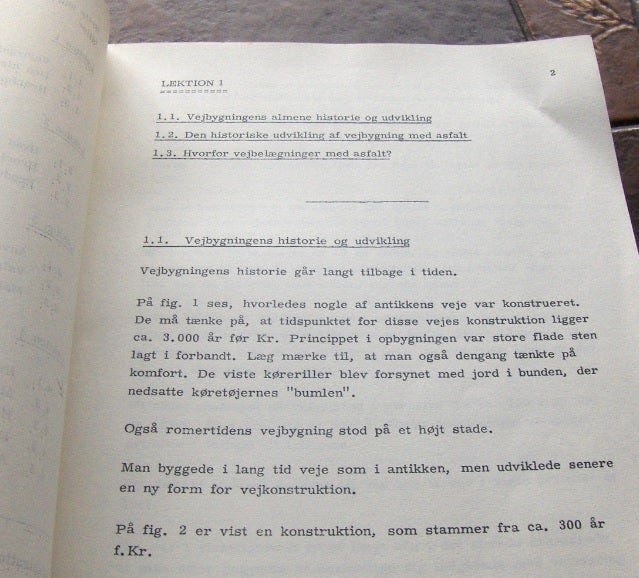 LEKTION 1
===========
2
1.1. Vejbygningens almene historie og udvikling
1.2. Den historiske udvikling af vejbygning med asfalt
1.3. Hvorfor vejbelægninger med asfalt?
1.1. Vejbygningens historie og udvikling
Vejbygningens historie går langt tilbage i tiden.
På fig. 1 ses, hvorledes nogle af antikkens veje var konstrueret.
De må tænke på, at tidspunktet for disse vejes konstruktion ligger
ca. 3.000 år før Kr. Princippet i opbygningen var store flade sten
lagt i forbandt. Læg mærke til, at man også dengang tænkte på
komfort. De viste køreriller blev forsynet med jord i bunden, der
nedsatte køretøjernes "bumlen".
Også romertidens vejbygning stod på et højt stade.
Man byggede i lang tid veje som i antikken, men udviklede senere
en ny form for vejkonstruktion.
På fig. 2 er vist en konstruktion, som stammer fra ca. 300 år
f.Kr.